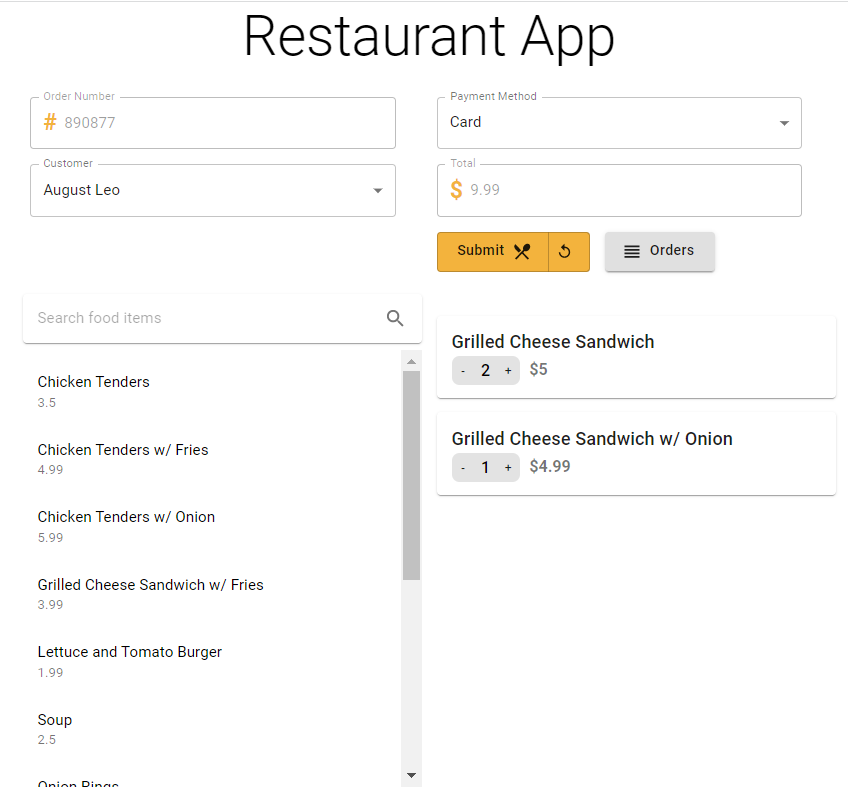 Restaurant App
Order Number
# 890877
Payment Method
Card
Customer
August Leo
Total
$ 9.99
Submit
Orders
Search food items
Chicken Tenders
3.5
Chicken Tenders w/ Fries
4.99
Chicken Tenders w/ Onion
5.99
Grilled Cheese Sandwich w/ Fries
3.99
Lettuce and Tomato Burger
1.99
Soup
2.5
Onion Rings
Grilled Cheese Sandwich
- 2 + $5
Grilled Cheese Sandwich w/ Onion
- 1 + $4.99